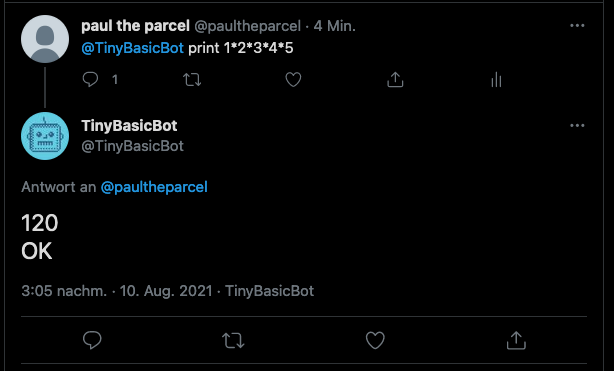 paul the parcel @paultheparcel · 4 Min.
@TinyBasicBot print 1*2*3*4*5
1
TinyBasicBot
@TinyBasicBot
Antwort an @paultheparcel
120
OK
3:05 nachm. · 10. Aug. 2021 · TinyBasicBot